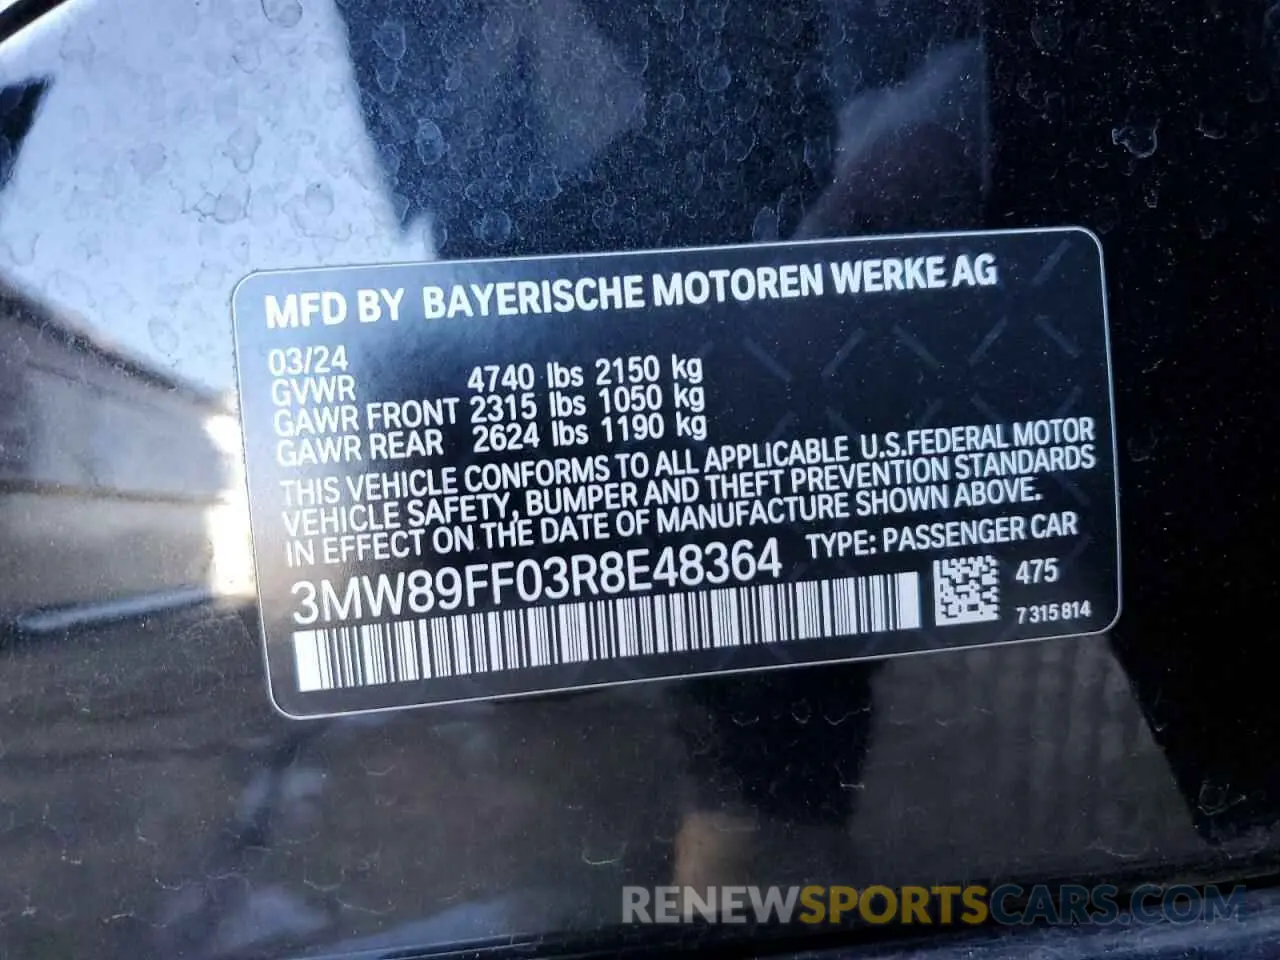 MFD BY BAYERISCHE MOTOREN WERKE AG
03/24
GVWR 4740 lbs 2150 kg
GAWR FRONT 2315 lbs 1050 kg
GAWR REAR 2624 lbs 1190 kg
THIS VEHICLE CONFORMS TO ALL APPLICABLE U.S.FEDERAL MOTOR
VEHICLE SAFETY, BUMPER AND THEFT PREVENTION STANDARDS
IN EFFECT ON THE DATE OF MANUFACTURE SHOWN ABOVE.
3MW89FF03R8E48364 TYPE: PASSENGER CAR
475
7 315 814
RENEWSPORTSCARS.COM